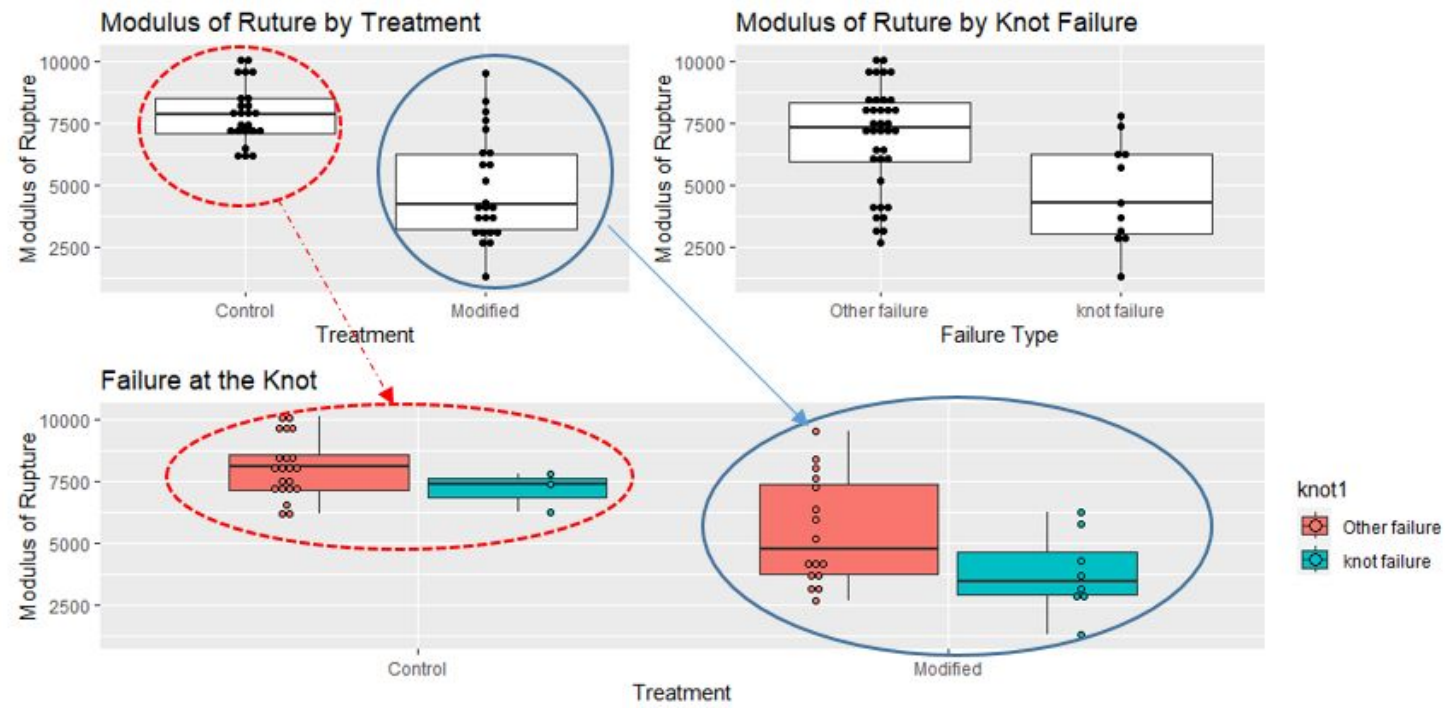 Modulus of Ruture by Treatment
Modulus of Rupture
10000
7500
5000
2500
Control
Modified
Treatment
Modulus of Ruture by Knot Failure
Modulus of Rupture
10000
7500
5000
2500
Other failure
knot failure
Failure Type
Failure at the Knot
Modulus of Rupture
10000
7500
5000
2500
Control
Modified
Treatment
knot1
Other failure
knot failure